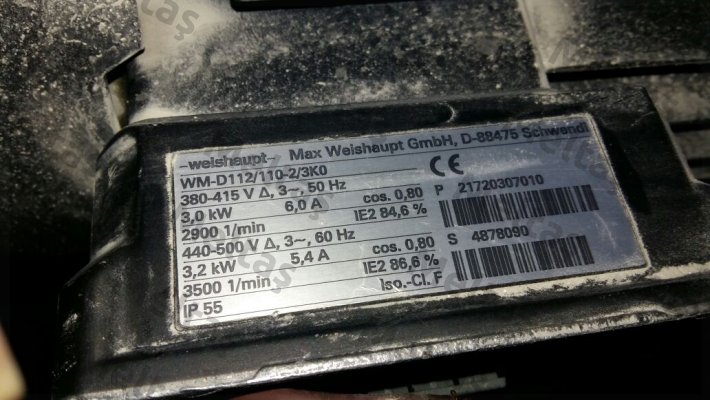 –weishaupt– Max Weishaupt GmbH, D-88475 Schwendi
WM-D112/110-2/3K0
380-415 V Δ, 3~, 50 Hz
3,0 kW 6,0 A cos. 0,80
2900 1/min IE2 84,6 %
440-500 V Δ, 3~, 60 Hz
3,2 kW 5,4 A cos. 0,80
3500 1/min IE2 86,6 %
IP 55 Iso.-Cl. F
CE
P 21720307010
S 4878090